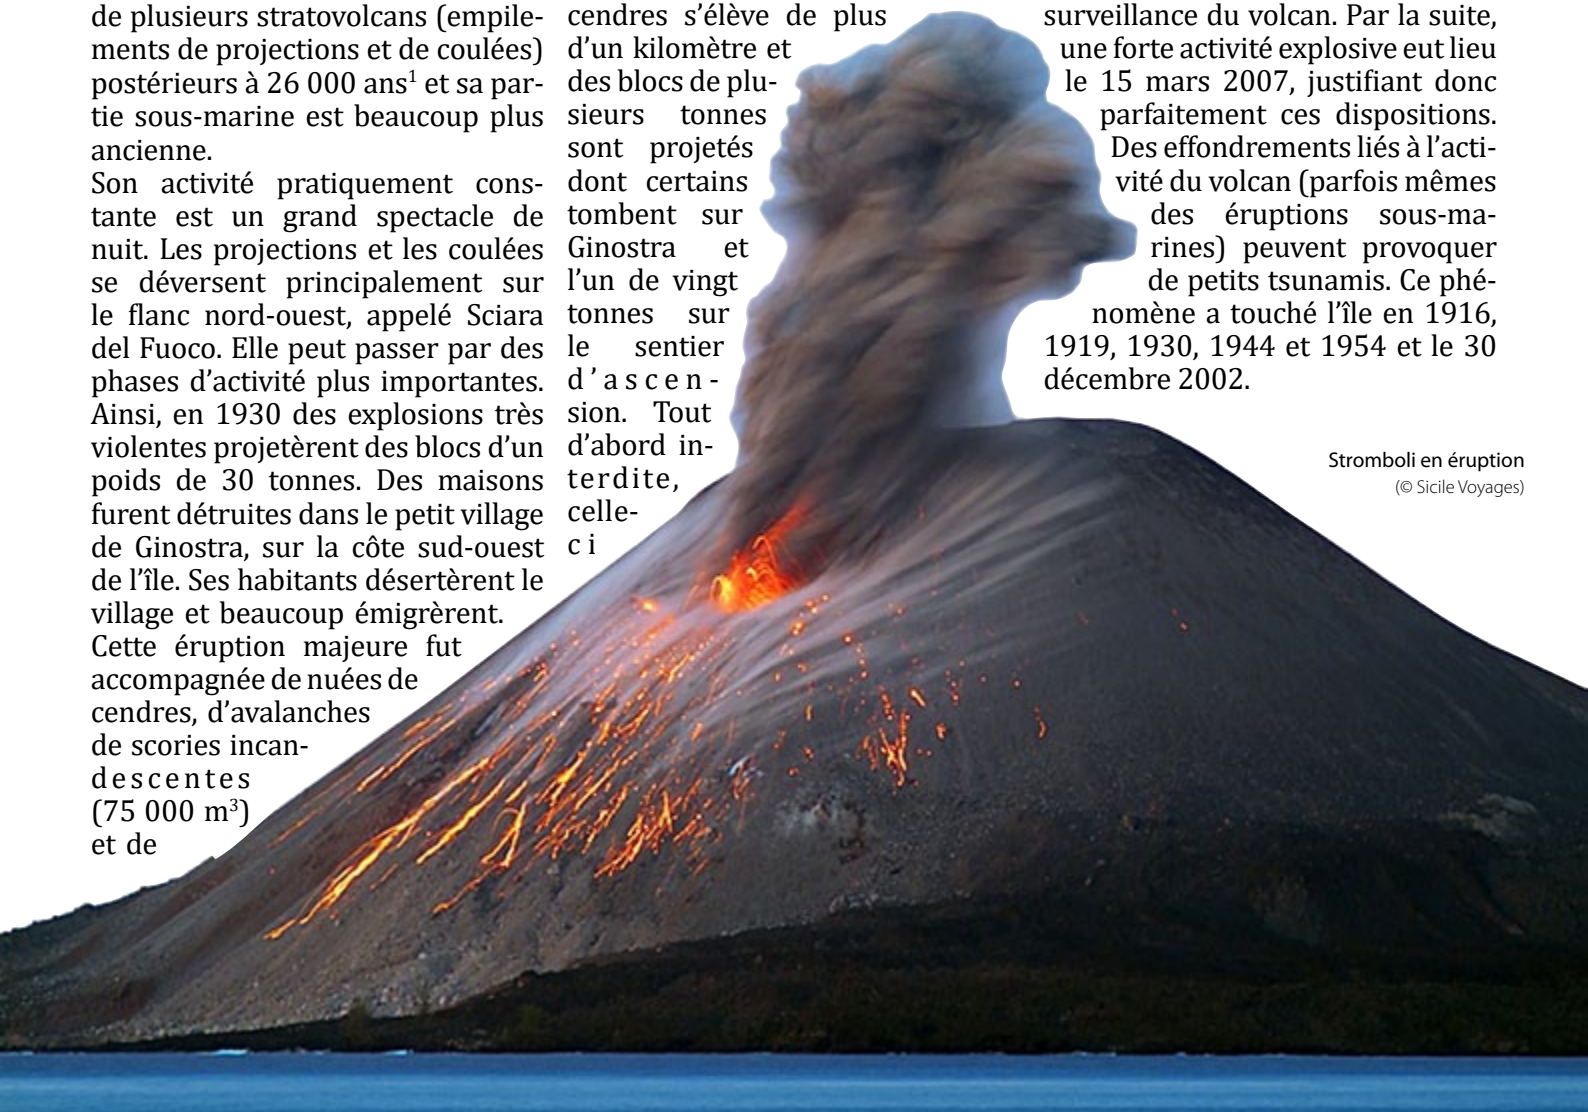 de plusieurs stratovolcans (empile-
ments de projections et de coulées)
postérieurs à 26 000 ans¹ et sa par-
tie sous-marine est beaucoup plus
ancienne.
Son activité pratiquement cons-
tante est un grand spectacle de
nuit. Les projections et les coulées
se déversent principalement sur
le flanc nord-ouest, appelé Sciara
del Fuoco. Elle peut passer par des
phases d’activité plus importantes.
Ainsi, en 1930 des explosions très
violentes projetèrent des blocs d’un
poids de 30 tonnes. Des maisons
furent détruites dans le petit village
de Ginostra, sur la côte sud-ouest
de l’île. Ses habitants désertèrent le
village et beaucoup émigrèrent.
Cette éruption majeure fut
accompagnée de nuées de
cendres, d’avalanches
de scories incan-
descentes
(75 000 m³)
et de
cendres s’élève de plus
d’un kilomètre et
des blocs de plu-
sieurs tonnes
sont projetés
dont certains
tombent sur
Ginostra et
l’un de vingt
tonnes sur
le sentier
d’ascen-
sion. Tout
d’abord in-
terdite,
celle-
ci
surveillance du volcan. Par la suite,
une forte activité explosive eut lieu
le 15 mars 2007, justifiant donc
parfaitement ces dispositions.
Des effondrements liés à l’acti-
vité du volcan (parfois mêmes
des éruptions sous-ma-
rines) peuvent provoquer
de petits tsunamis. Ce phé-
nomène a touché l’île en 1916,
1919, 1930, 1944 et 1954 et le 30
décembre 2002.
Stromboli en éruption
(© Sicile Voyages)